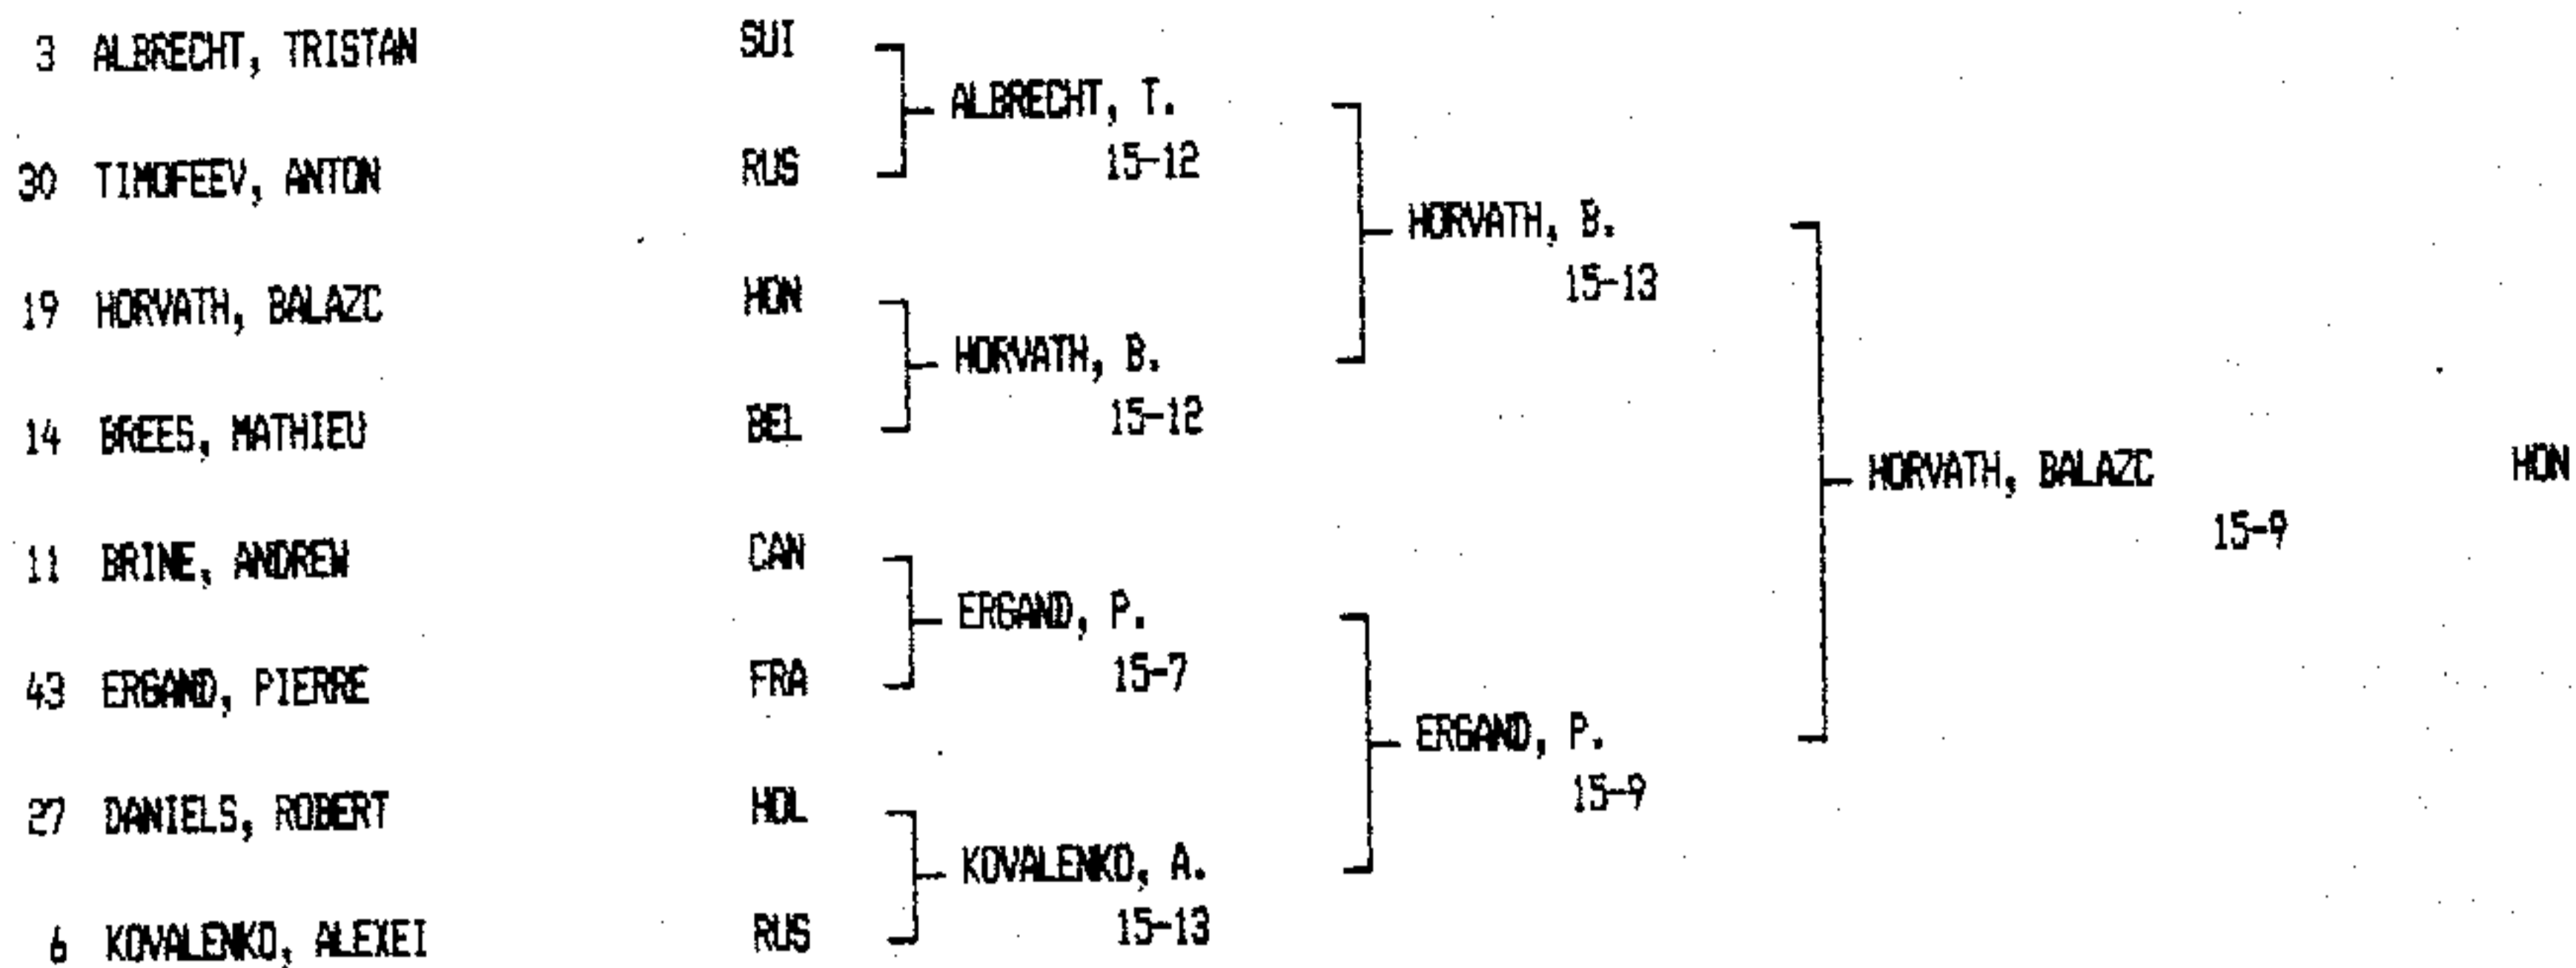 3 ALBRECHT, TRISTAN SUI
ALBRECHT, T.
15-12
30 TIMOFEEV, ANTON RUS
HORVATH, B.
15-13
19 HORVATH, BALAZC HON
HORVATH, B.
15-12
14 BREES, MATHIEU BEL
HORVATH, BALAZC HON
15-9
11 BRINE, ANDREW CAN
ERGAND, P.
15-7
43 ERGAND, PIERRE FRA
ERGAND, P.
15-9
27 DANIELS, ROBERT HOL
KOVALENKO, A.
15-13
6 KOVALENKO, ALEXEI RUS